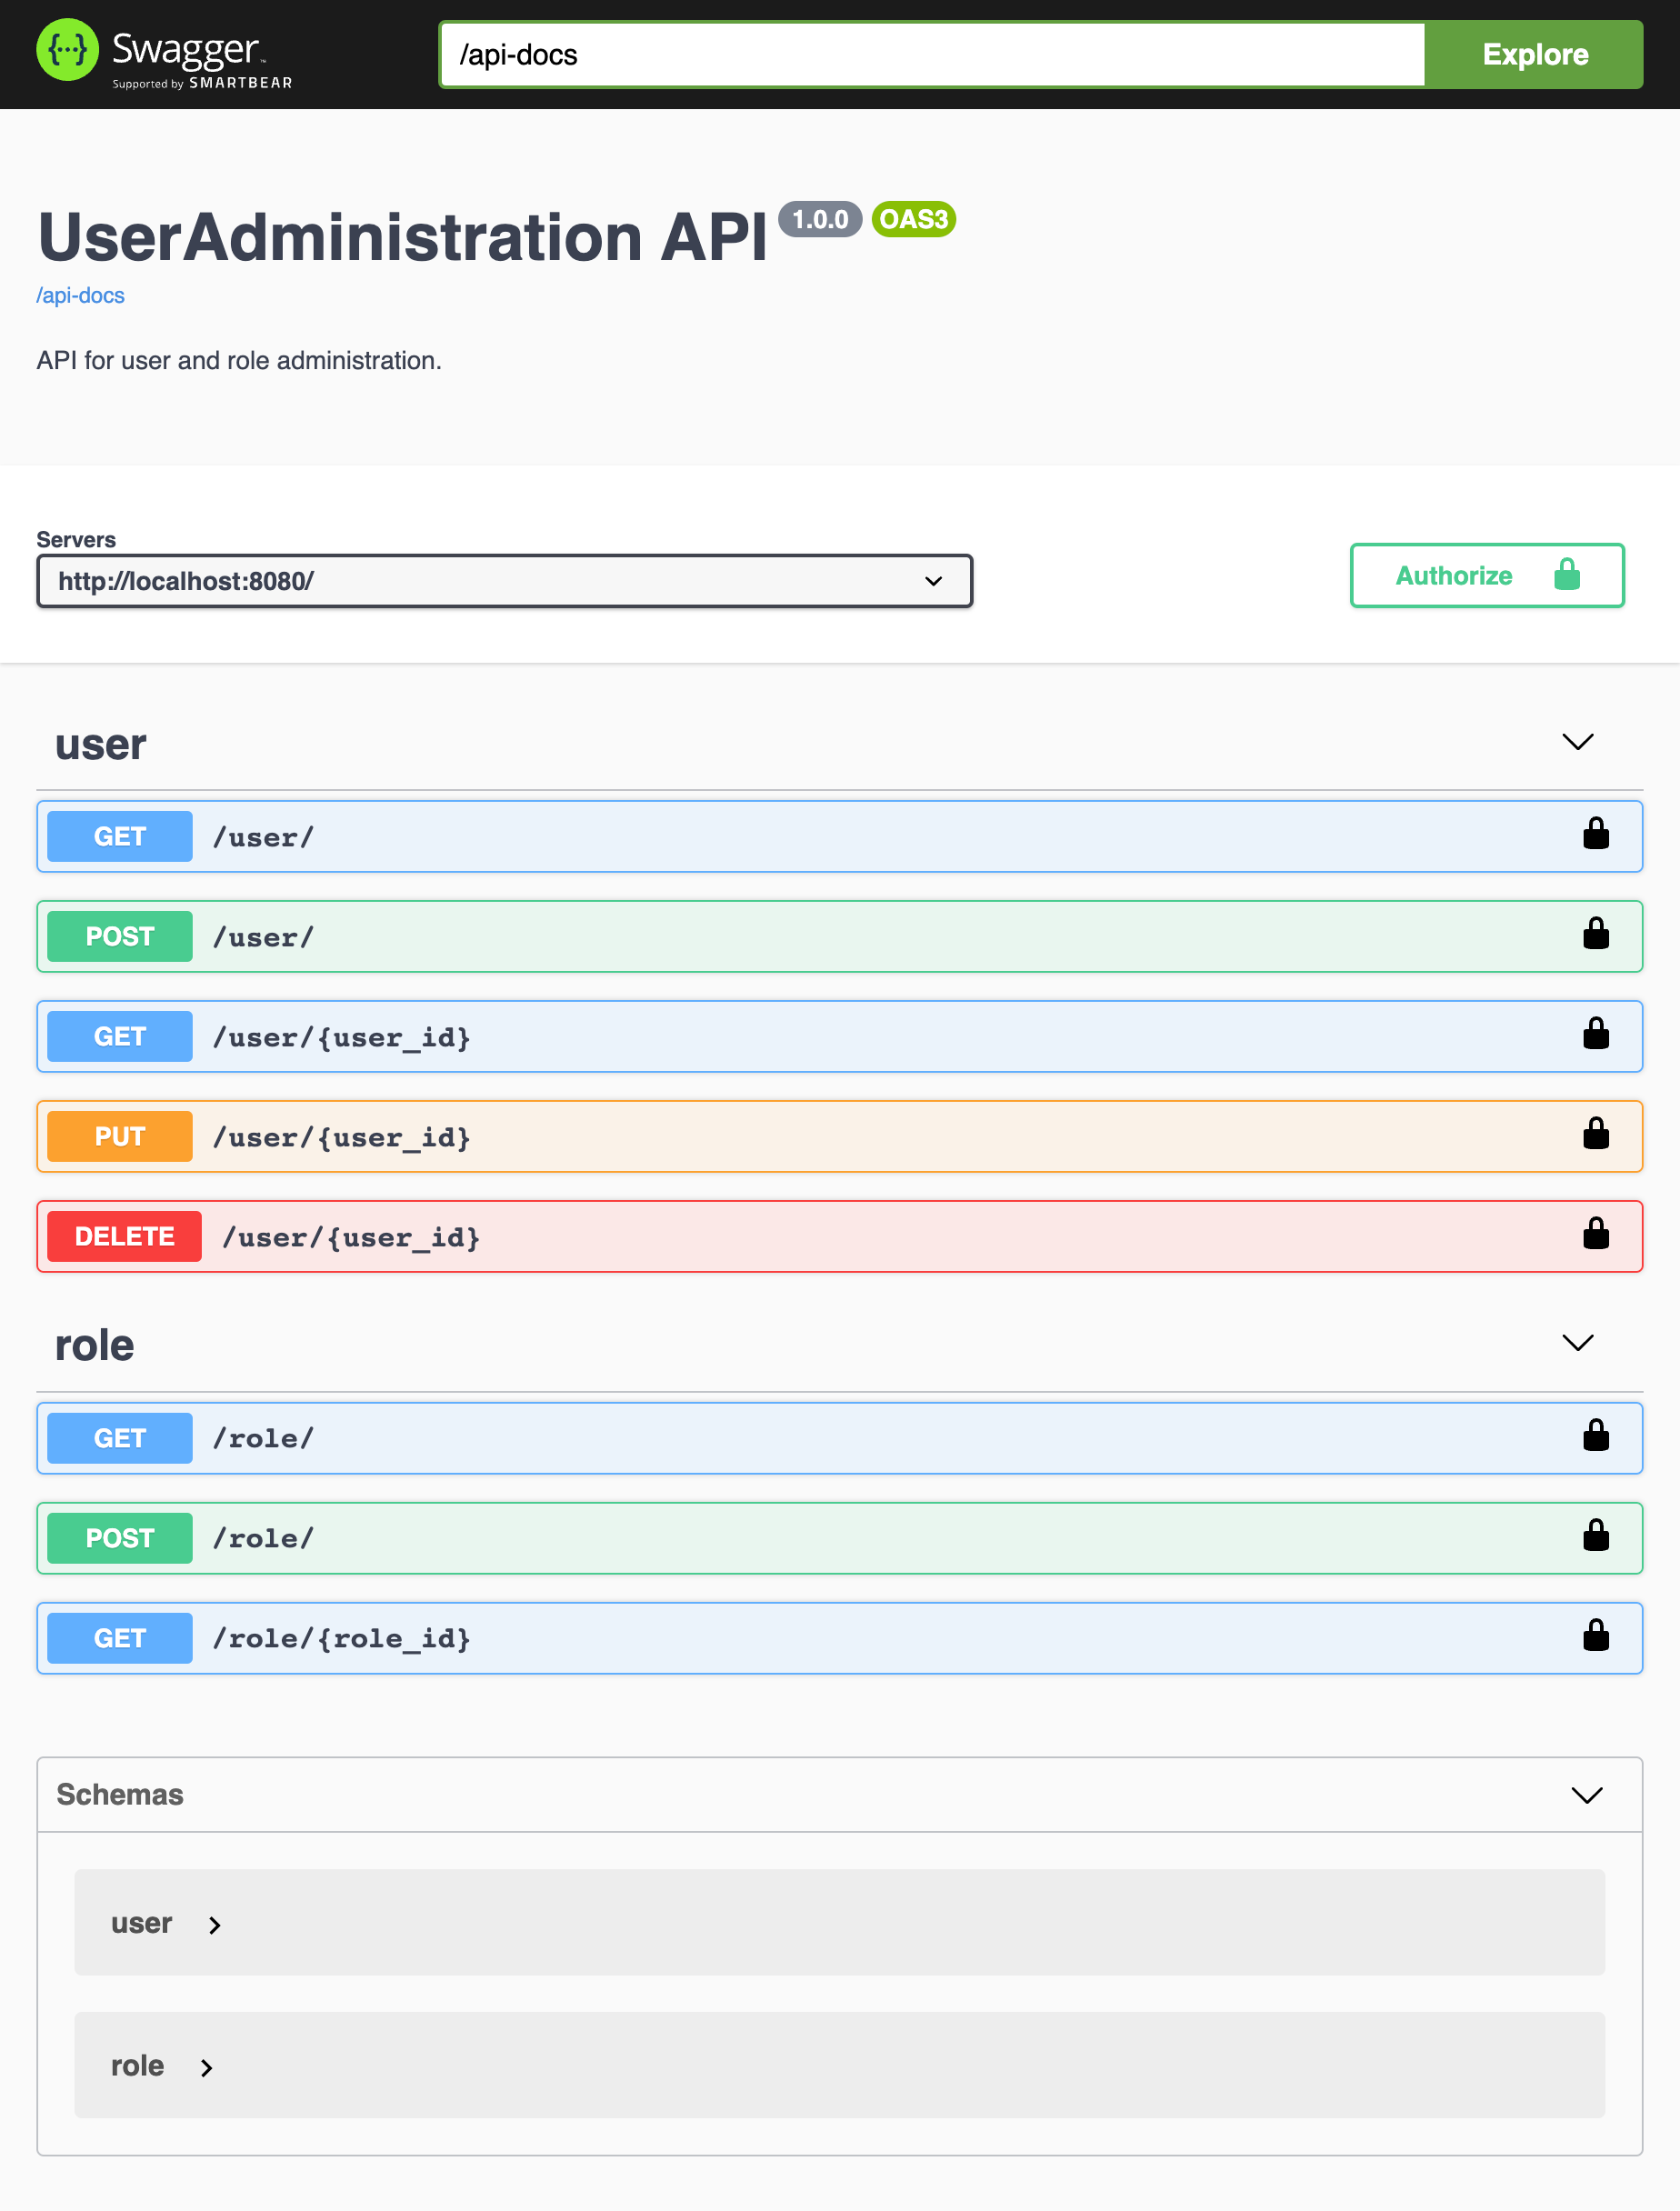 {...} Swagger™
Supported by SMARTBEAR
/api-docs
Explore
UserAdministration API 1.0.0 OAS3
/api-docs
API for user and role administration.
Servers
http://localhost:8080/
Authorize
user
GET /user/
POST /user/
GET /user/{user_id}
PUT /user/{user_id}
DELETE /user/{user_id}
role
GET /role/
POST /role/
GET /role/{role_id}
Schemas
user
role